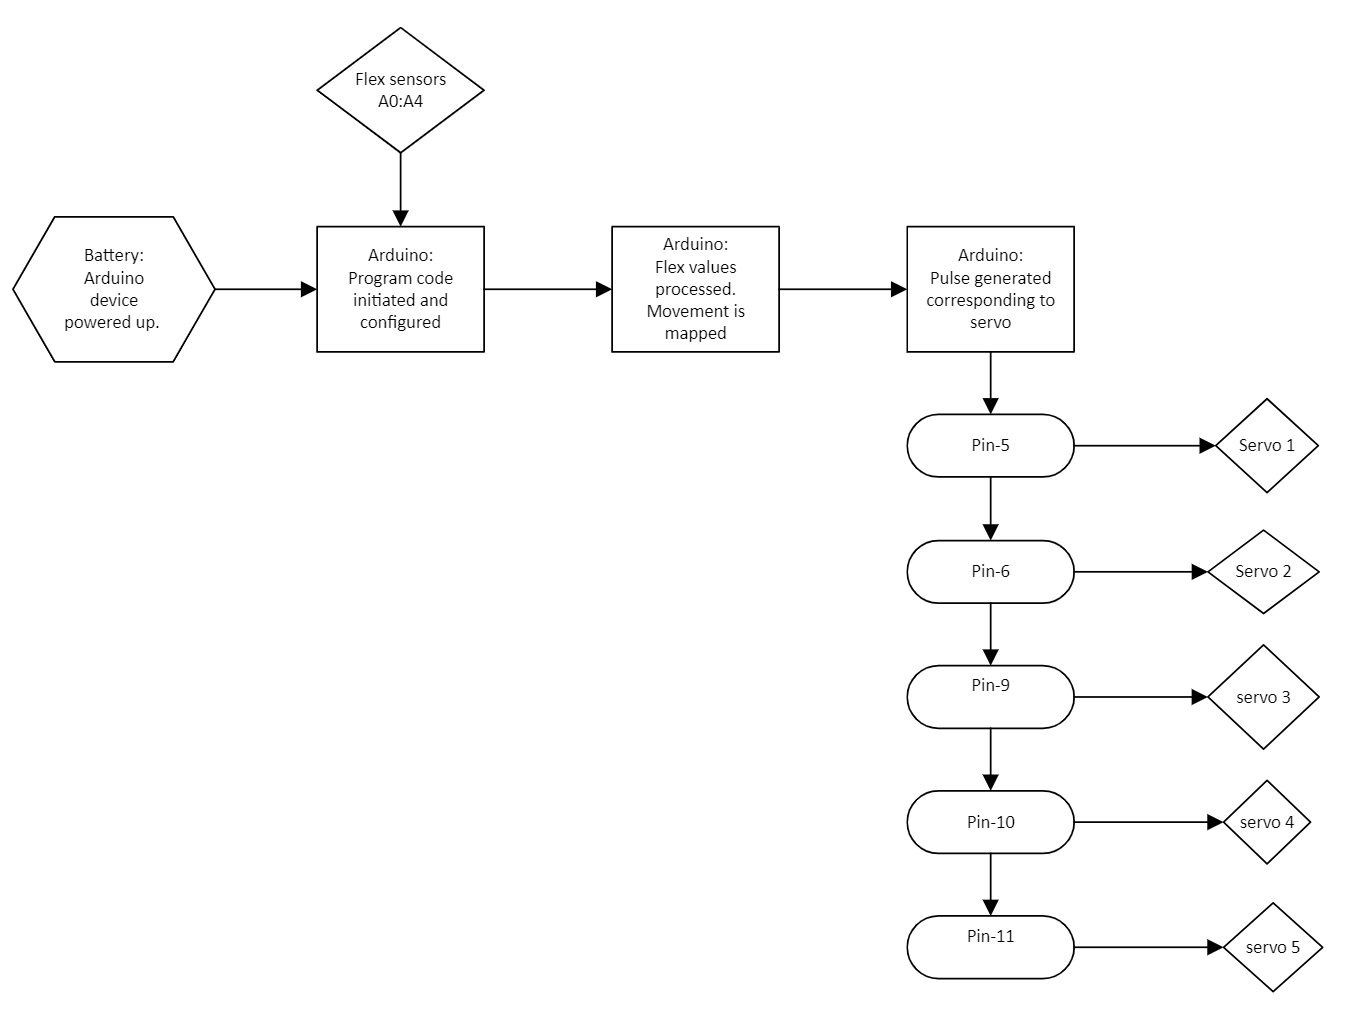 Flex sensors
A0:A4
Battery:
Arduino
device
powered up.
Arduino:
Program code
initiated and
configured
Arduino:
Flex values
processed.
Movement is
mapped
Arduino:
Pulse generated
corresponding to
servo
Pin-5
Servo 1
Pin-6
Servo 2
Pin-9
servo 3
Pin-10
servo 4
Pin-11
servo 5